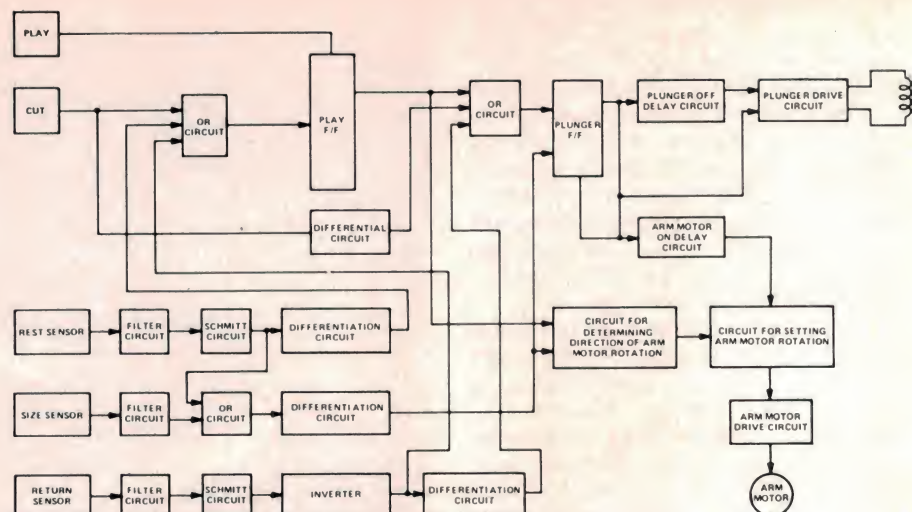 PLAY
CUT
OR
CIRCUIT
PLAY
F/F
OR
CIRCUIT
PLUNGER
F/F
PLUNGER OFF
DELAY CIRCUIT
PLUNGER DRIVE
CIRCUIT
DIFFERENTIAL
CIRCUIT
ARM MOTOR
ON DELAY
CIRCUIT
REST SENSOR
FILTER
CIRCUIT
SCHMITT
CIRCUIT
DIFFERENTIATION
CIRCUIT
CIRCUIT FOR
DETERMINING
DIRECTION OF ARM
MOTOR ROTATION
CIRCUIT FOR SETTING
ARM MOTOR ROTATION
SIZE SENSOR
FILTER
CIRCUIT
OR
CIRCUIT
DIFFERENTIATION
CIRCUIT
ARM MOTOR
DRIVE CIRCUIT
RETURN
SENSOR
FILTER
CIRCUIT
SCHMITT
CIRCUIT
INVERTER
DIFFERENTIATION
CIRCUIT
ARM
MOTOR